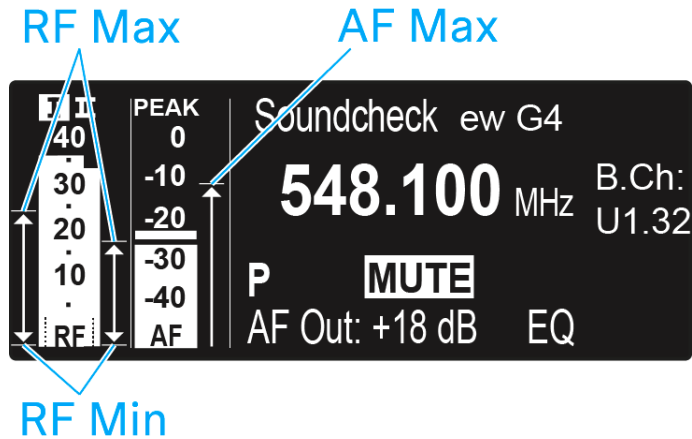 RF Max
AF Max
I II
PEAK
Soundcheck ew G4
40
30
20
10
RF
0
-10
-20
-30
-40
AF
548.100 MHz
B.Ch:
U1.32
P
MUTE
AF Out: +18 dB
EQ
RF Min